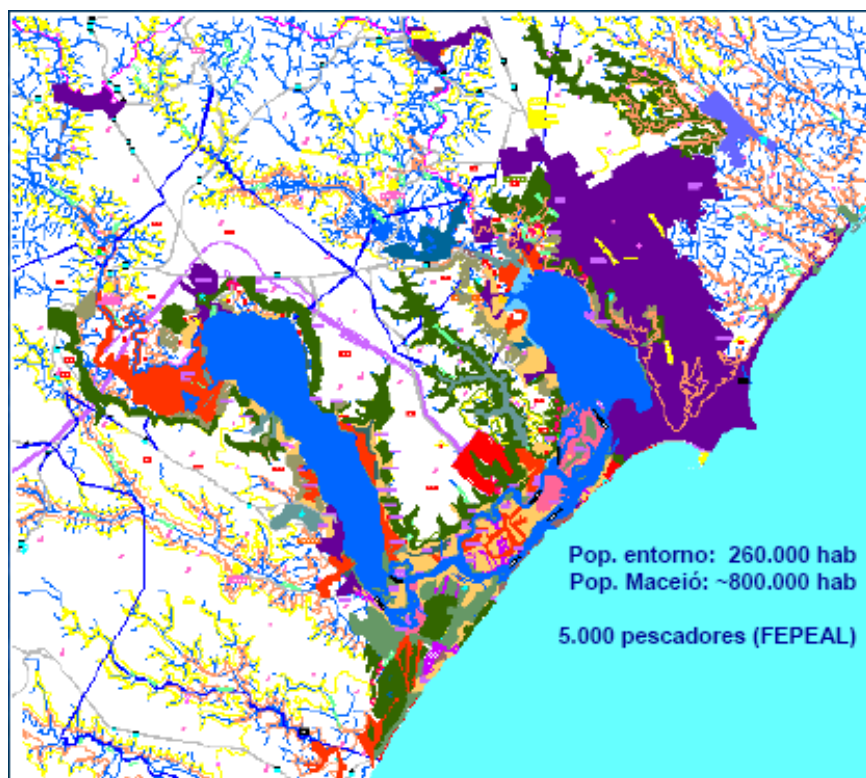 Pop. entorno: 260.000 hab
Pop. Maceió: ~800.000 hab
5.000 pescadores (FEPEAL)